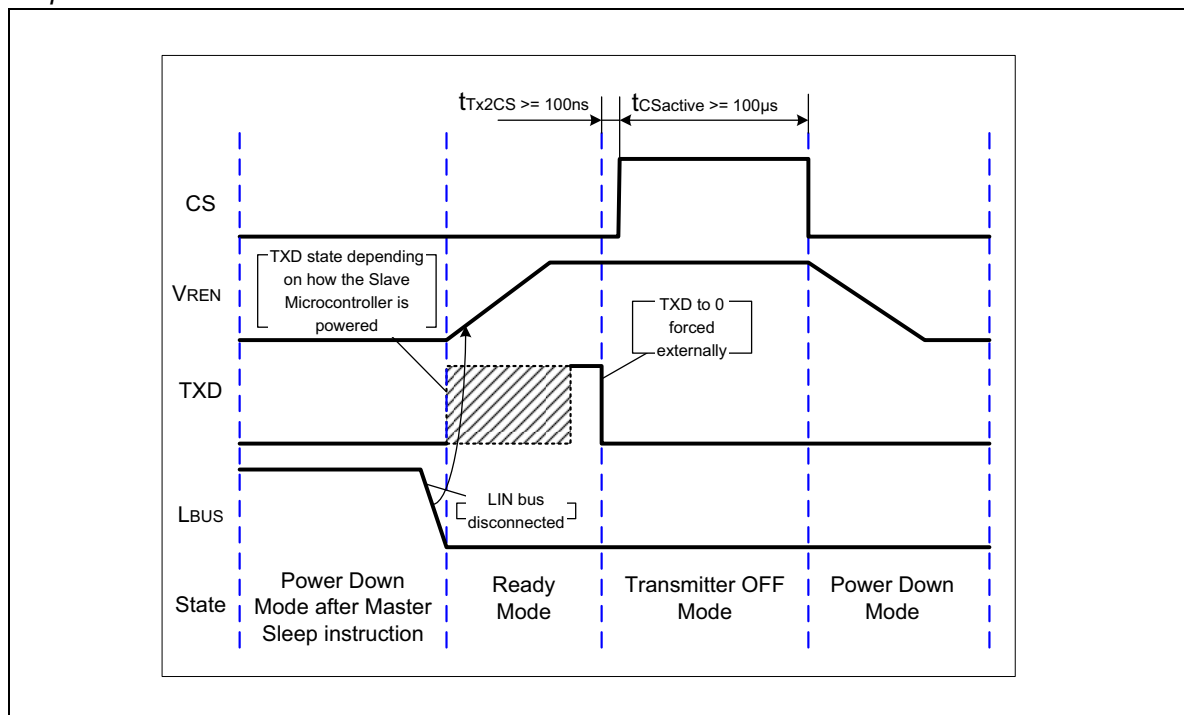 tTx2CS >= 100ns
tCSactive >= 100µs
CS
TXD state depending
on how the Slave
Microcontroller is
powered
VREN
TXD to 0
forced
externally
TXD
LIN bus
disconnected
LBUS
State
Power Down
Mode after Master
Sleep instruction
Ready
Mode
Transmitter OFF
Mode
Power Down
Mode